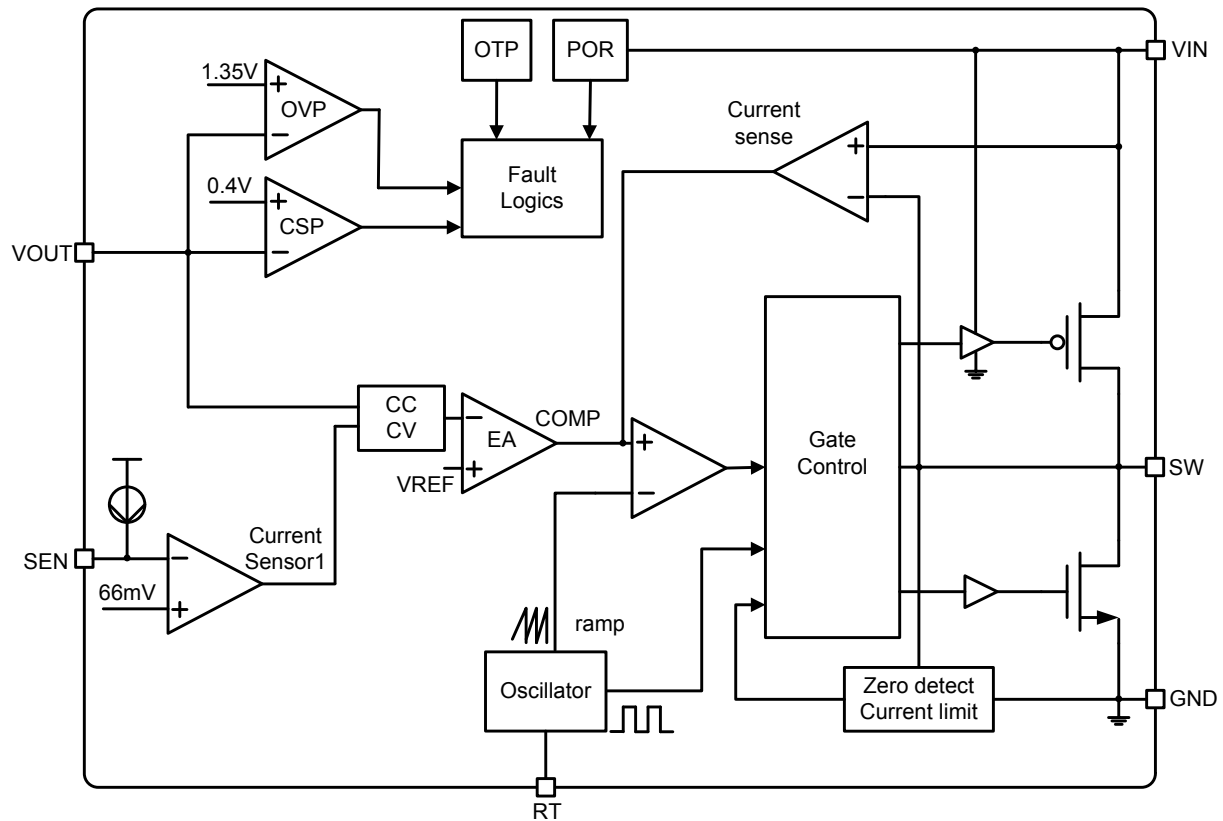 OTP
POR
VIN
1.35V
+
OVP
−
Current
sense
+
−
Fault
Logics
0.4V
+
CSP
−
VOUT
CC
CV
−
EA
+
VREF
COMP
+
−
Gate
Control
SW
SEN
−
66mV
+
Current
Sensor1
ramp
Oscillator
Zero detect
Current limit
GND
RT